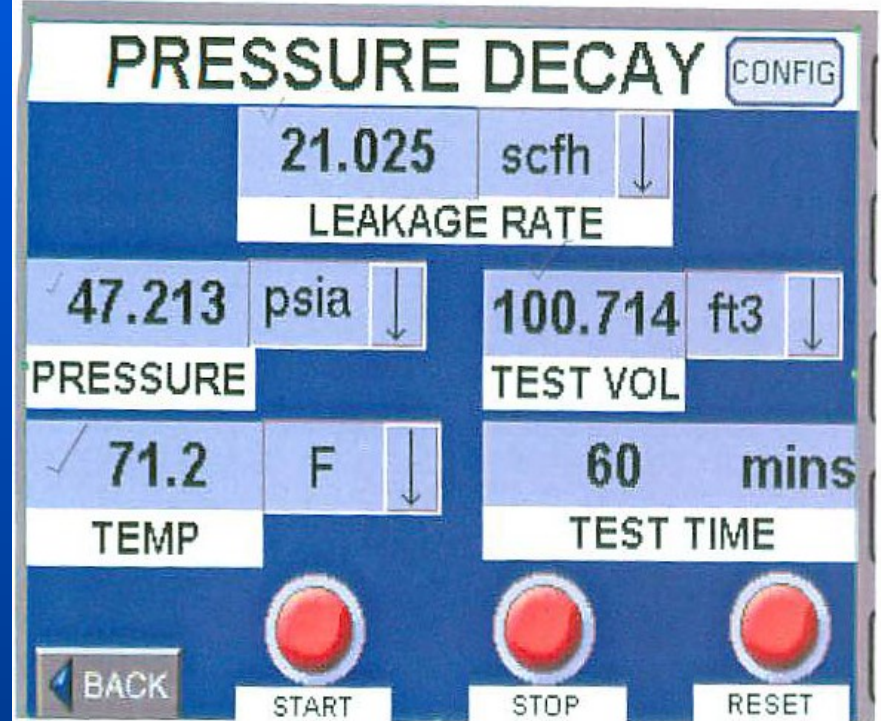 PRESSURE DECAY CONFIG
21.025 scfh
LEAKAGE RATE
47.213 psia
PRESSURE
100.714 ft3
TEST VOL
71.2 F
TEMP
60 mins
TEST TIME
BACK
START
STOP
RESET